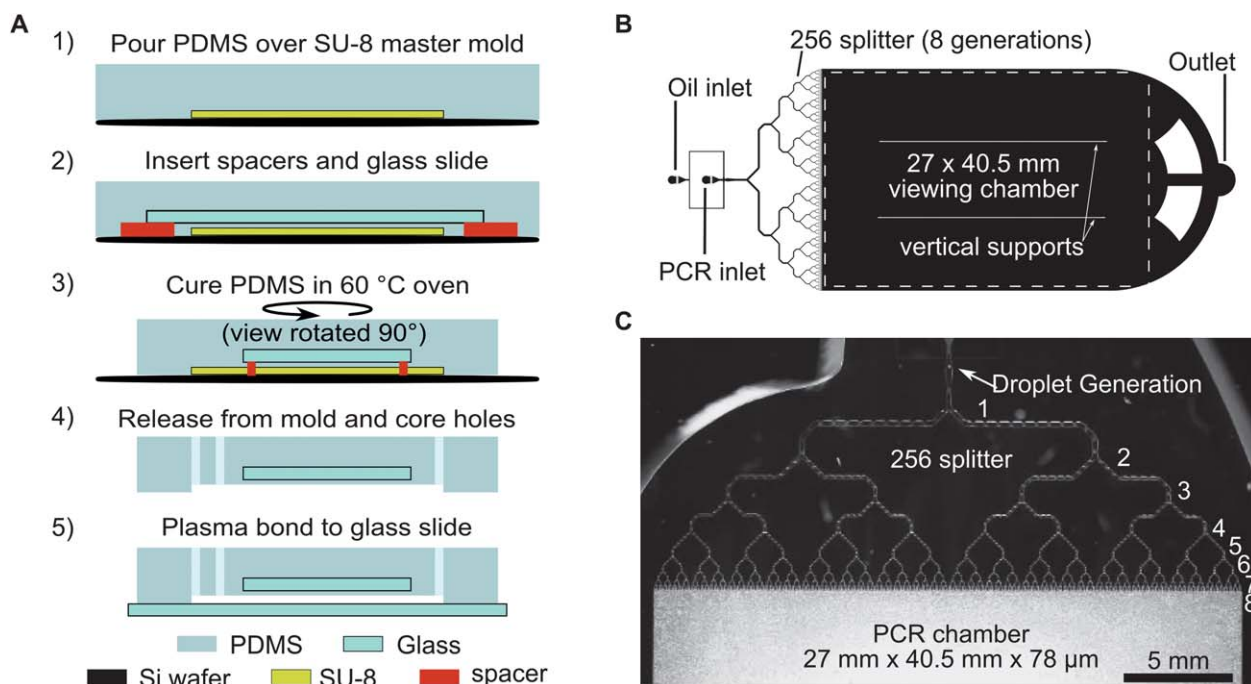 A
1) Pour PDMS over SU-8 master mold
2) Insert spacers and glass slide
3) Cure PDMS in 60 °C oven
(view rotated 90°)
4) Release from mold and core holes
5) Plasma bond to glass slide
PDMS Glass
Si wafer SU-8 spacer
B
256 splitter (8 generations)
Oil inlet
Outlet
27 x 40.5 mm
viewing chamber
vertical supports
PCR inlet
C
Droplet Generation
1
256 splitter
2
3
4
5
6
7
8
PCR chamber
27 mm x 40.5 mm x 78 µm
5 mm